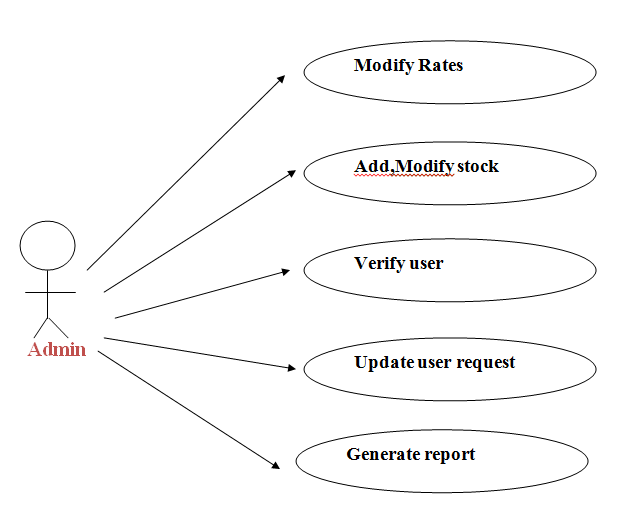 Modify Rates
Add,Modify stock
Verify user
Admin
Update user request
Generate report